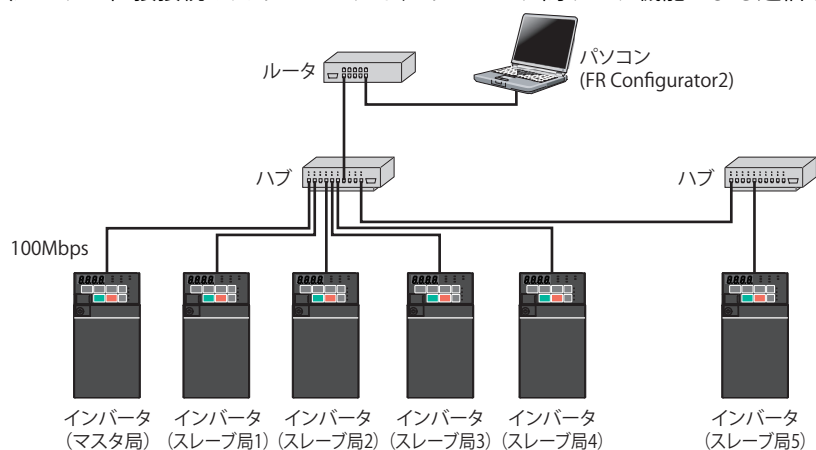 ルータ
パソコン
(FR Configurator2)
ハブ
ハブ
100Mbps
インバータ
(マスタ局)
インバータ
(スレーブ局1)
インバータ
(スレーブ局2)
インバータ
(スレーブ局3)
インバータ
(スレーブ局4)
インバータ
(スレーブ局5)